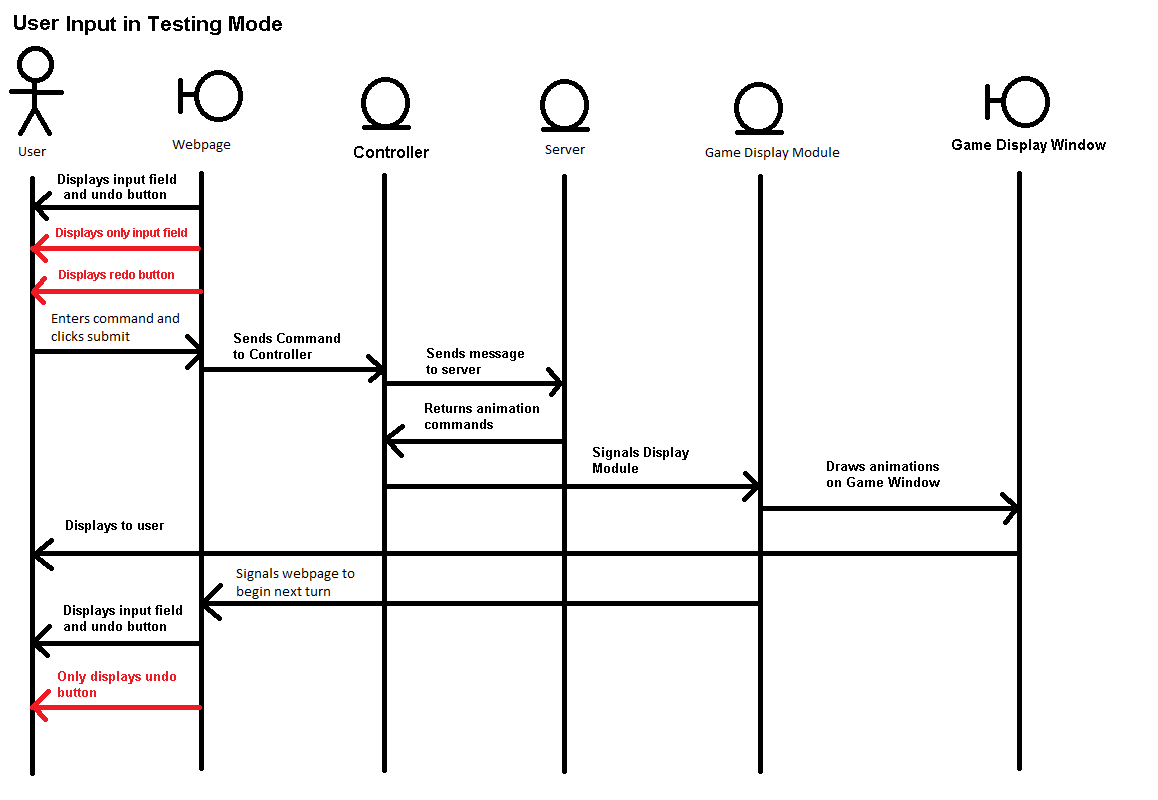 User Input in Testing Mode
User
Webpage
Controller
Server
Game Display Module
Game Display Window
Displays input field
and undo button
Displays only input field
Displays redo button
Enters command and
clicks submit
Sends Command
to Controller
Sends message
to server
Returns animation
commands
Signals Display
Module
Draws animations
on Game Window
Displays to user
Signals webpage to
begin next turn
Displays input field
and undo button
Only displays undo
button